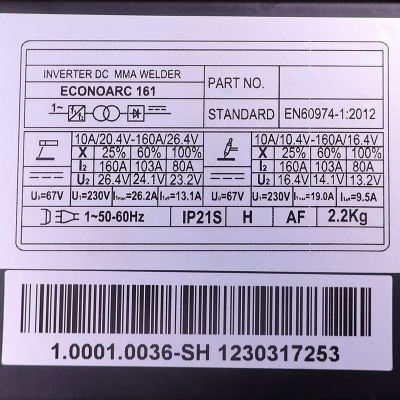 INVERTER DC MMA WELDER
ECONOARC 161
PART NO.
1~
STANDARD EN60974-1:2012
10A/20.4V-160A/26.4V
X 25% 60% 100%
I2 160A 103A 80A
U2 26.4V 24.1V 23.2V
U0=67V U1=230V I1max=26.2A I1eff=13.1A
10A/10.4V-160A/16.4V
X 25% 60% 100%
I2 160A 103A 80A
U2 16.4V 14.1V 13.2V
U0=67V U1=230V I1max=19.0A I1eff=9.5A
1~50-60Hz IP21S H AF 2.2Kg
1.0001.0036-SH 1230317253